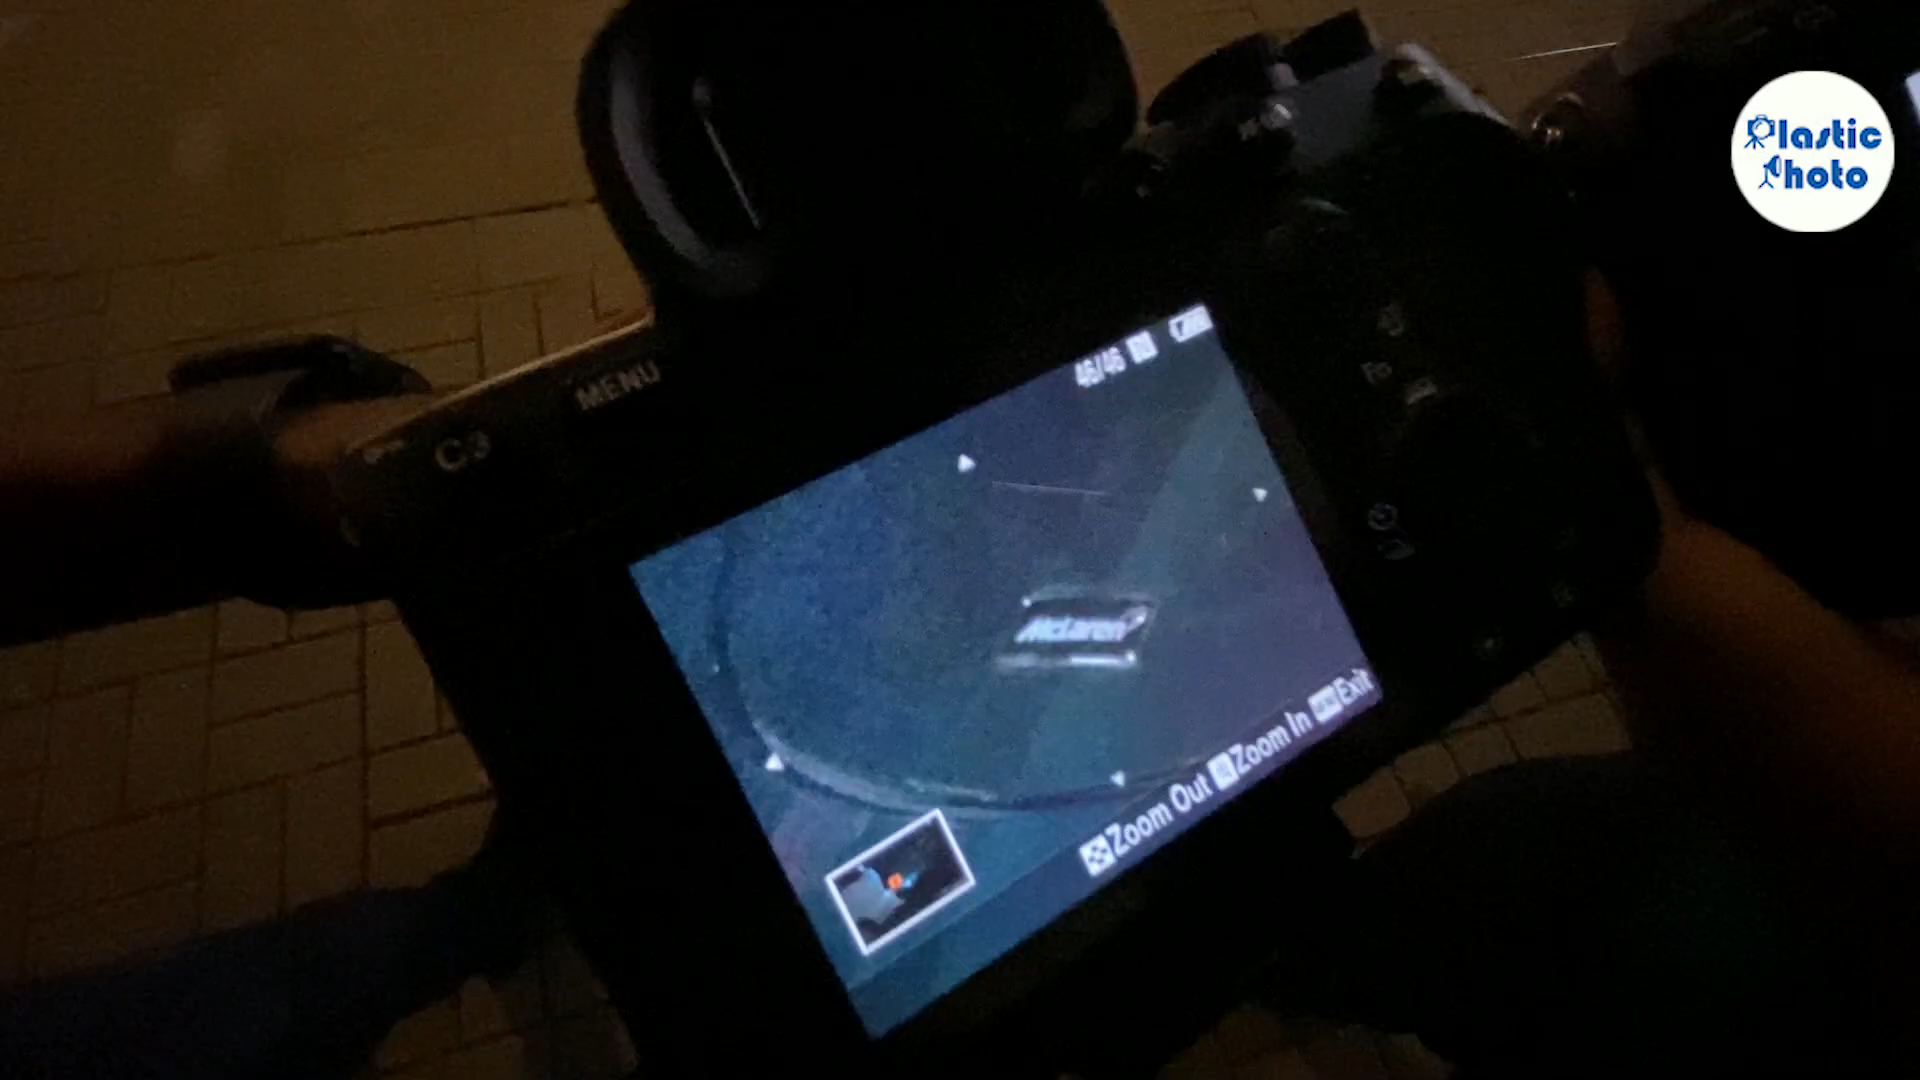 Plastic
Photo
MENU
C3
46/46
McLaren
Zoom Out Zoom In Exit
Fn